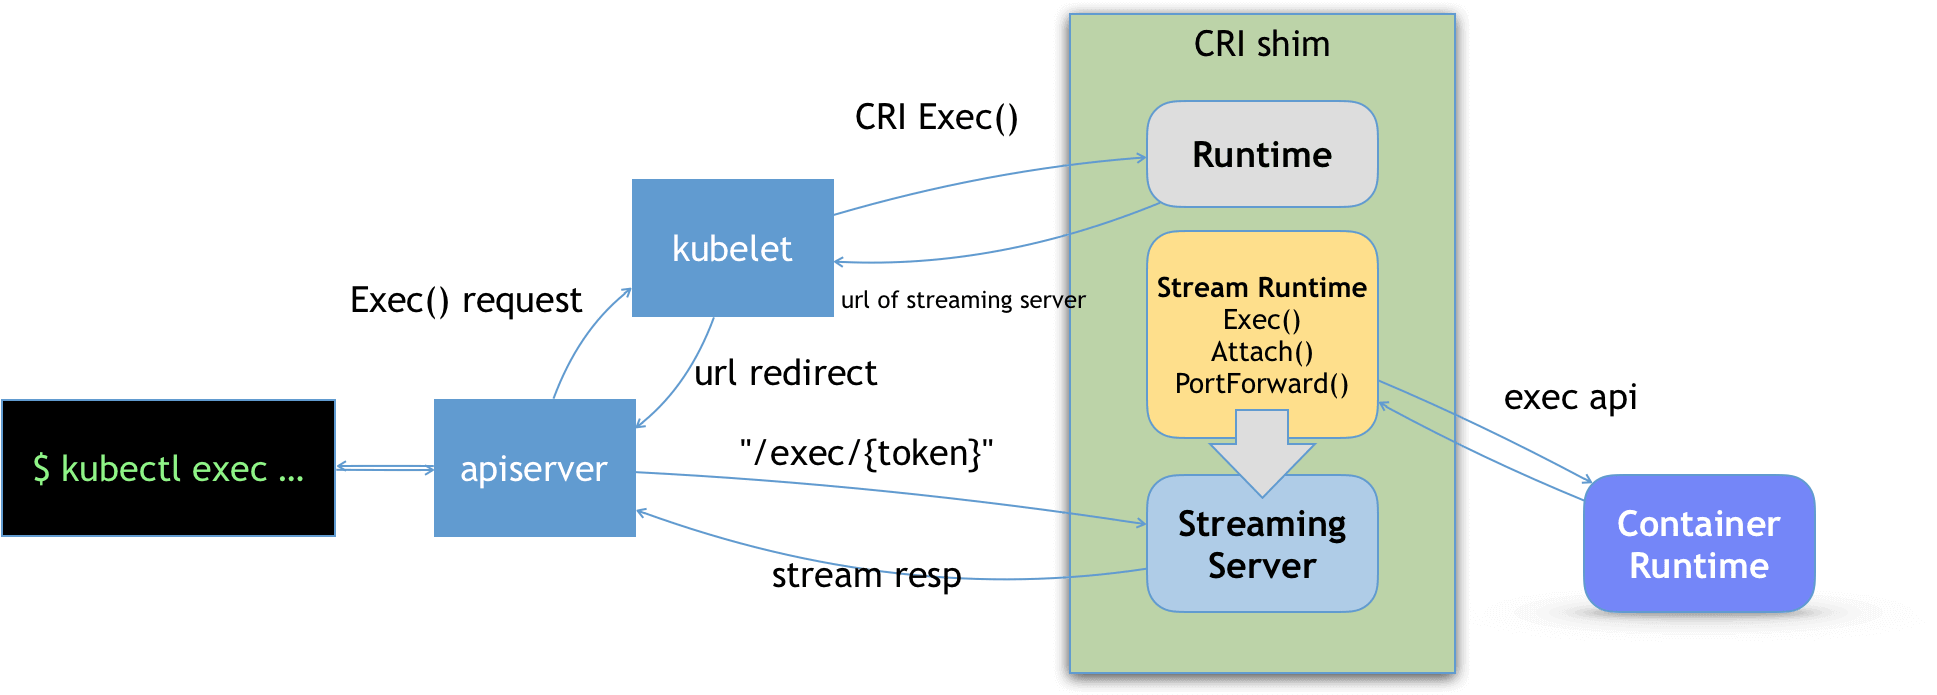 CRI shim
CRI Exec()
Runtime
kubelet
Stream Runtime
Exec()
Attach()
PortForward()
Exec() request
url of streaming server
url redirect
exec api
"/exec/{token}"
$ kubectl exec ...
apiserver
Streaming
Server
Container
Runtime
stream resp